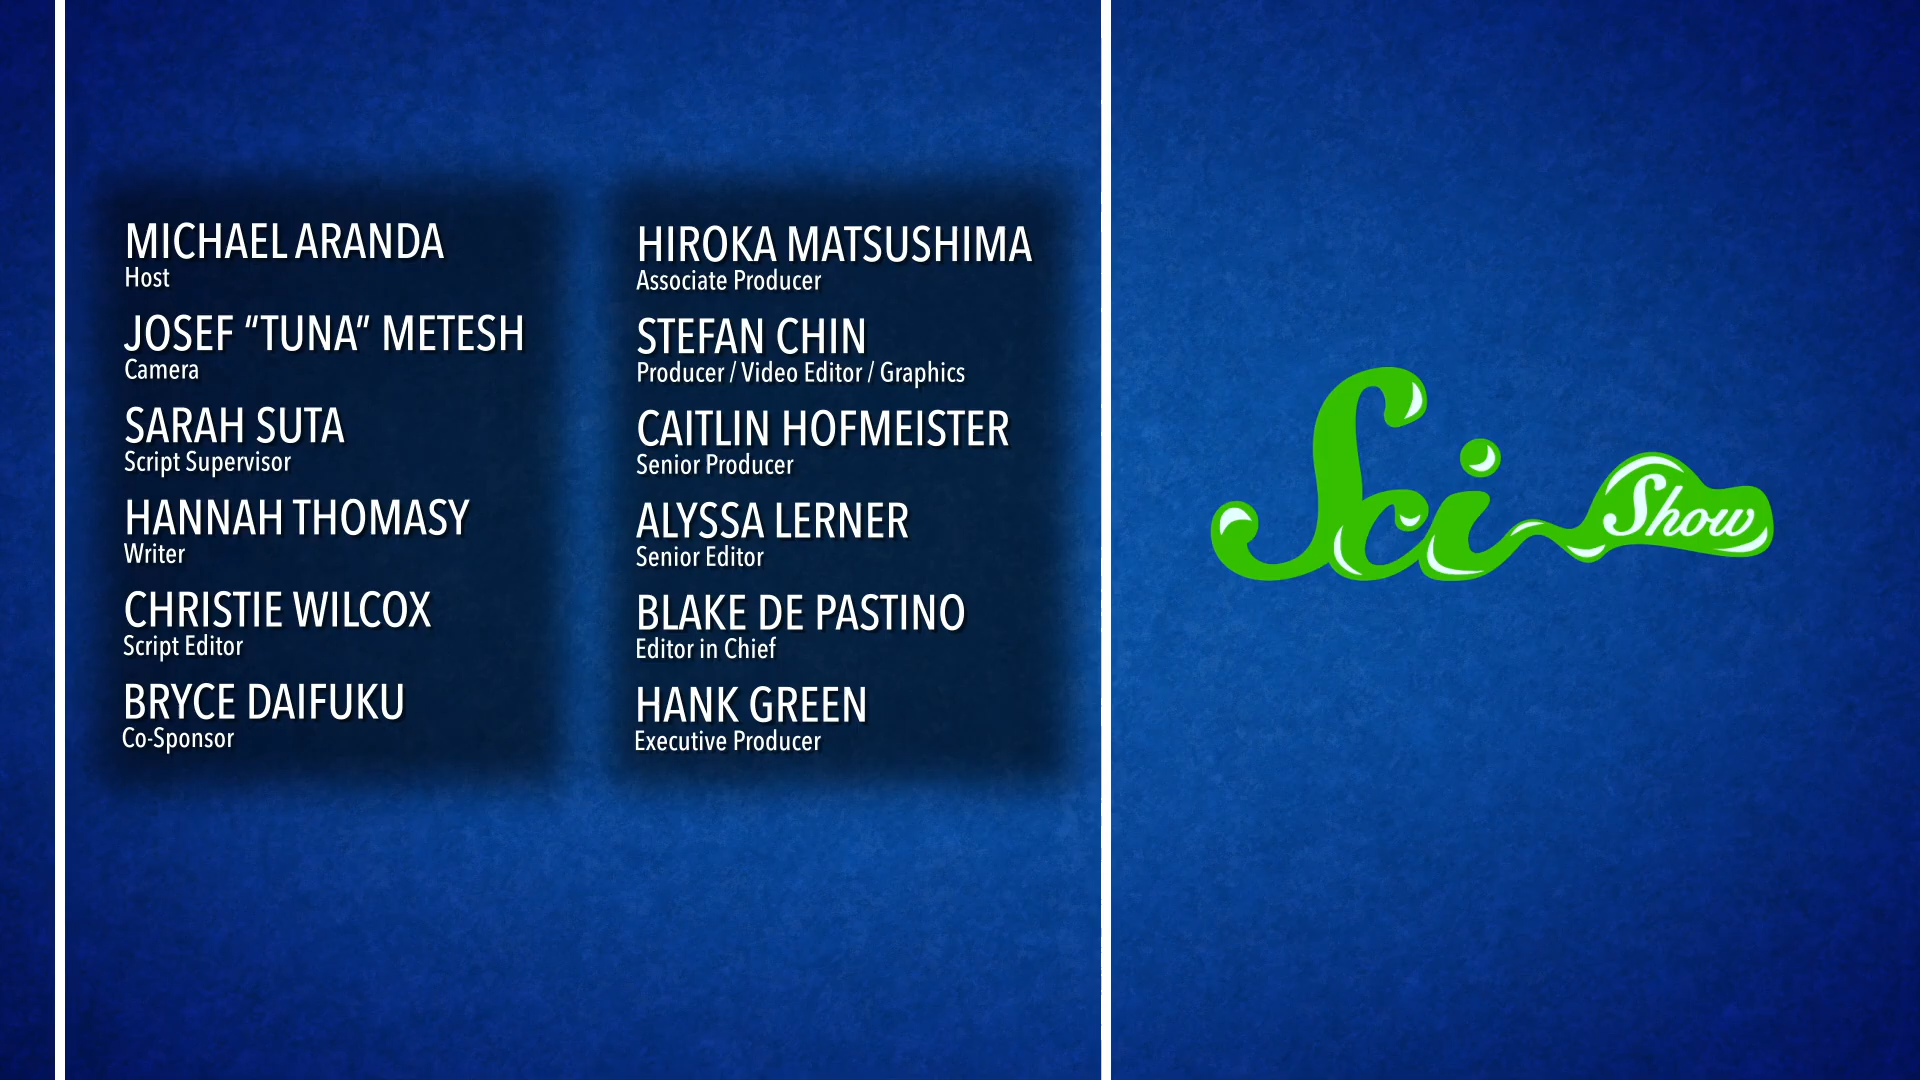 MICHAEL ARANDA
Host
JOSEF “TUNA” METESH
Camera
SARAH SUTA
Script Supervisor
HANNAH THOMASY
Writer
CHRISTIE WILCOX
Script Editor
BRYCE DAIFUKU
Co-Sponsor
HIROKA MATSUSHIMA
Associate Producer
STEFAN CHIN
Producer / Video Editor / Graphics
CAITLIN HOFMEISTER
Senior Producer
ALYSSA LERNER
Senior Editor
BLAKE DE PASTINO
Editor in Chief
HANK GREEN
Executive Producer
Sci Show